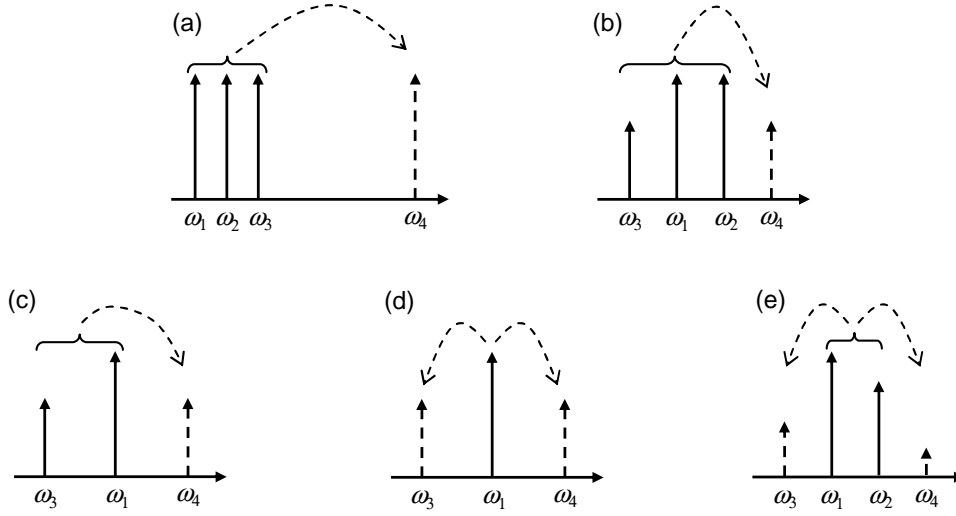 (a)
(b)
ω₁ ω₂ ω₃ ω₄
ω₃ ω₁ ω₂ ω₄
(c)
(d)
(e)
ω₃ ω₁ ω₄
ω₃ ω₁ ω₄
ω₃ ω₁ ω₂ ω₄